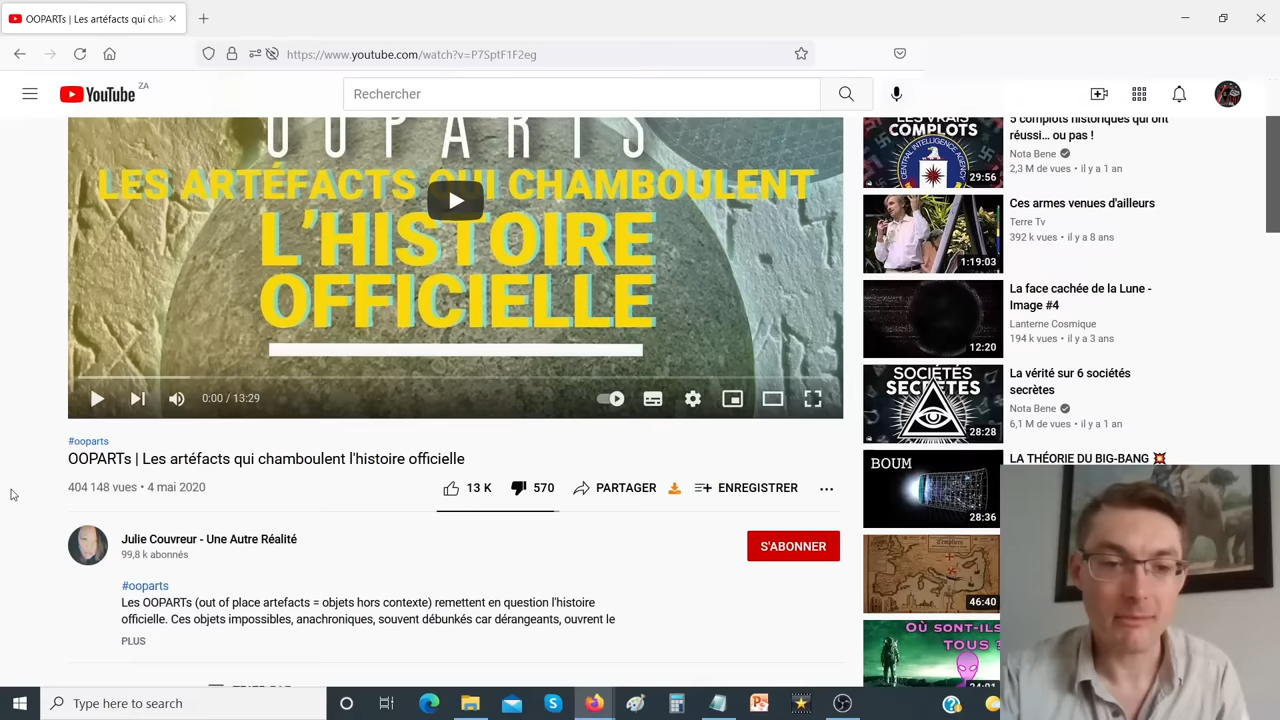 OOPARTs | Les artéfacts qui cha
https://www.youtube.com/watch?v=P7SptF1F2eg
YouTube ZA
Rechercher
OOPARTS
LES ARTÉFACTS QUI CHAMBOULENT
L'HISTOIRE
OFFICIELLE
0:00 / 13:29
#ooparts
OOPARTs | Les artéfacts qui chamboulent l'histoire officielle
404 148 vues • 4 mai 2020
13 K
570
PARTAGER
ENREGISTRER
Julie Couvreur - Une Autre Réalité
99,8 k abonnés
S'ABONNER
#ooparts
Les OOPARTs (out of place artefacts = objets hors contexte) remettent en question l'histoire
officielle. Ces objets impossibles, anachroniques, souvent débunkés car dérangeants, ouvrent le
PLUS
LES VRAIS
COMPLOTS
CENTRAL INTELLIGENCE AGENCY
29:56
5 complots historiques qui ont
réussi... ou pas !
Nota Bene
2,3 M de vues • il y a 1 an
1:19:03
Ces armes venues d'ailleurs
Terre Tv
392 k vues • il y a 8 ans
12:20
La face cachée de la Lune -
Image #4
Lanterne Cosmique
194 k vues • il y a 3 ans
SOCIÉTÉS
SECRÈTES
28:28
La vérité sur 6 sociétés
secrètes
Nota Bene
6,1 M de vues • il y a 1 an
BOUM
28:36
LA THÉORIE DU BIG-BANG
46:40
OÙ SONT-ILS
TOUS ?
24:01
Type here to search